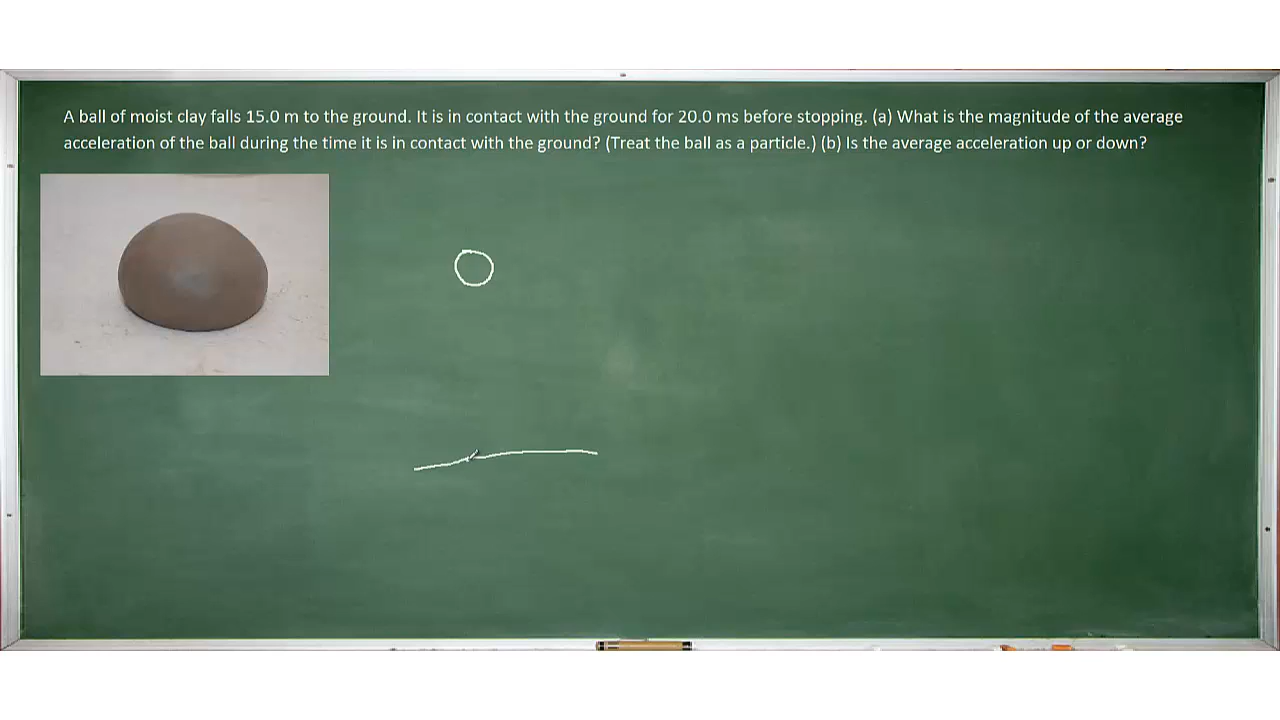 A ball of moist clay falls 15.0 m to the ground. It is in contact with the ground for 20.0 ms before stopping. (a) What is the magnitude of the average
acceleration of the ball during the time it is in contact with the ground? (Treat the ball as a particle.) (b) Is the average acceleration up or down?